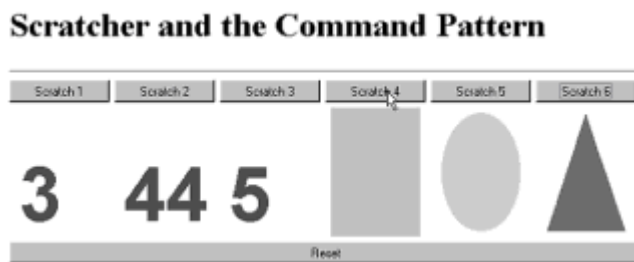 Scratcher and the Command Pattern
Scratch 1 Scratch 2 Scratch 3 Scratch 4 Scratch 5 Scratch 6
3 44 5
Reset